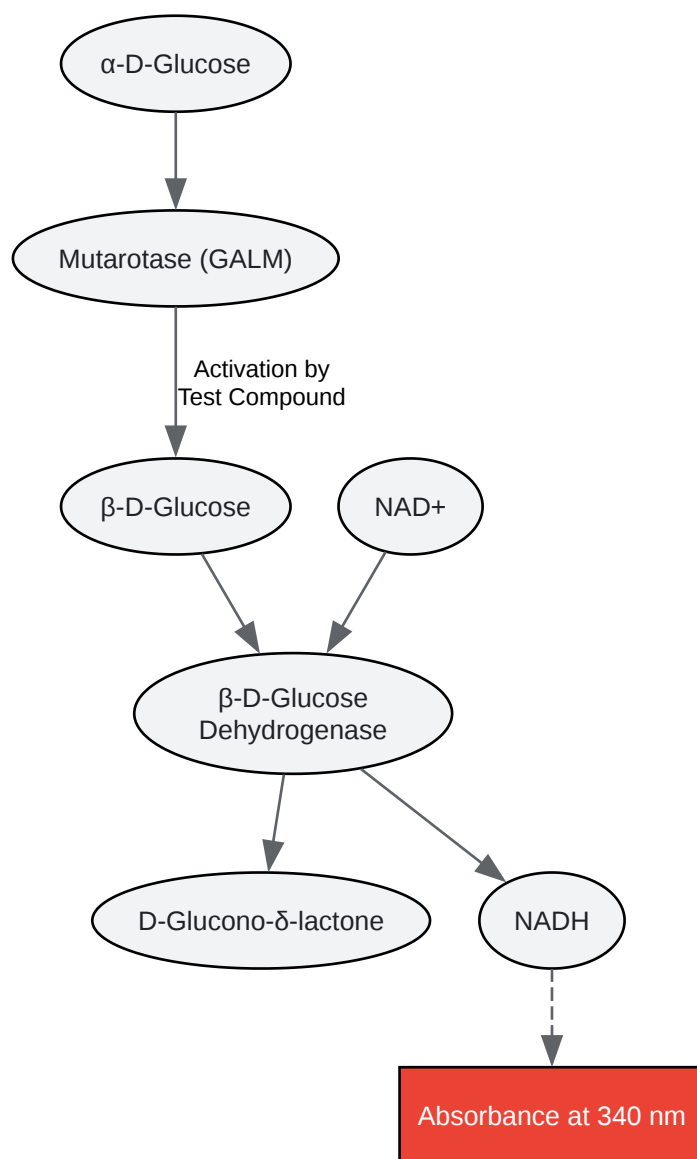 α-D-Glucose
Mutarotase (GALM)
Activation by
Test Compound
β-D-Glucose
NAD+
β-D-Glucose
Dehydrogenase
D-Glucono-δ-lactone
NADH
Absorbance at 340 nm